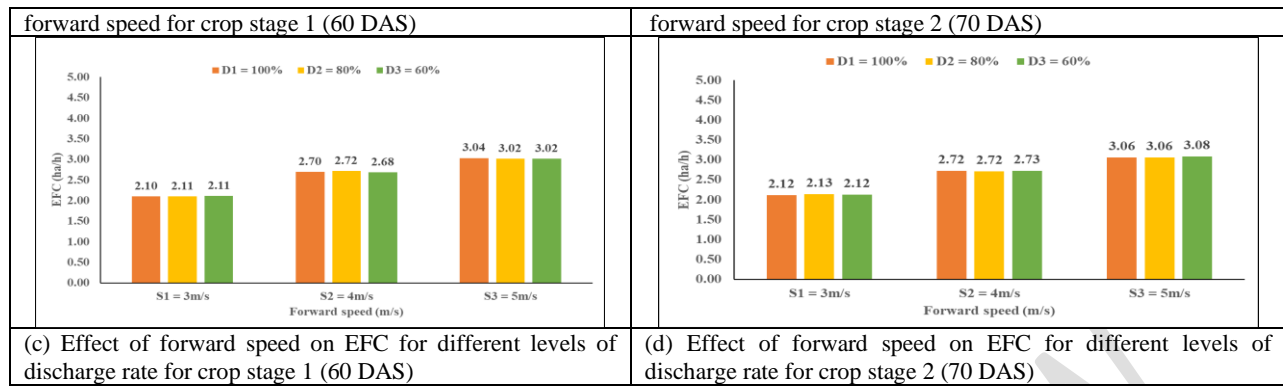 forward speed for crop stage 1 (60 DAS)
forward speed for crop stage 2 (70 DAS)
D1 = 100% D2 = 80% D3 = 60%
5.00
4.50
4.00
3.50
3.00
2.50
2.00
1.50
1.00
0.50
0.00
EFC (ha/h)
2.10 2.11 2.11
2.70 2.72 2.68
3.04 3.02 3.02
S1 = 3m/s S2 = 4m/s S3 = 5m/s
Forward speed (m/s)
D1 = 100% D2 = 80% D3 = 60%
5.00
4.50
4.00
3.50
3.00
2.50
2.00
1.50
1.00
0.50
0.00
EFC (ha/h)
2.12 2.13 2.12
2.72 2.72 2.73
3.06 3.06 3.08
S1 = 3m/s S2 = 4m/s S3 = 5m/s
Forward speed (m/s)
(c) Effect of forward speed on EFC for different levels of
discharge rate for crop stage 1 (60 DAS)
(d) Effect of forward speed on EFC for different levels of
discharge rate for crop stage 2 (70 DAS)